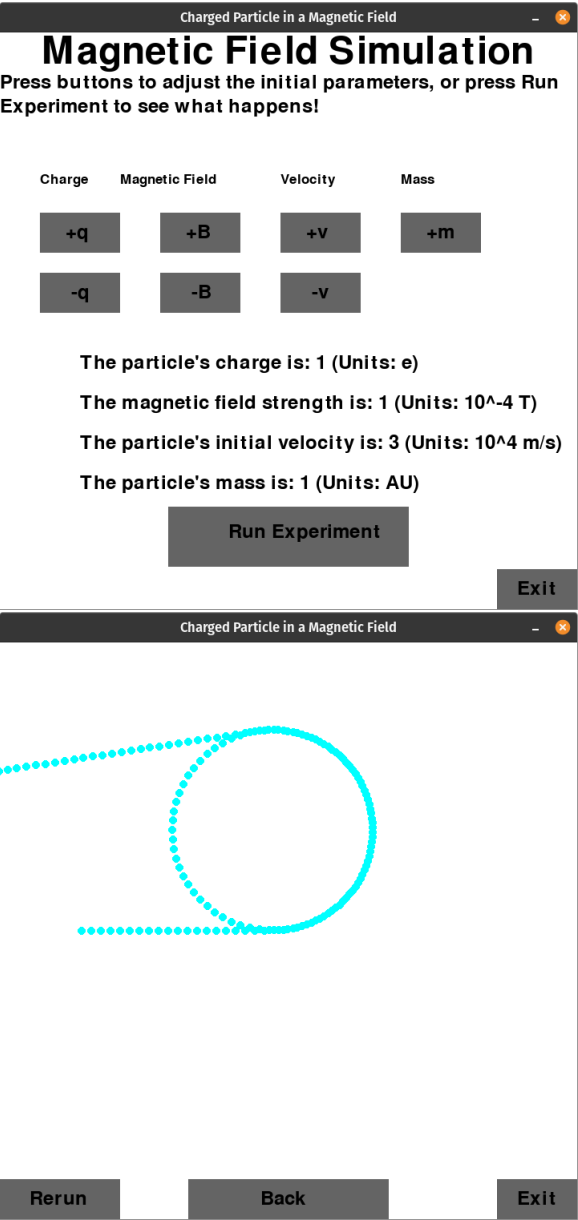 Charged Particle in a Magnetic Field
Magnetic Field Simulation
Press buttons to adjust the initial parameters, or press Run
Experiment to see what happens!
Charge Magnetic Field Velocity Mass
+q +B +v +m
-q -B -v
The particle's charge is: 1 (Units: e)
The magnetic field strength is: 1 (Units: 10^-4 T)
The particle's initial velocity is: 3 (Units: 10^4 m/s)
The particle's mass is: 1 (Units: AU)
Run Experiment
Exit
Charged Particle in a Magnetic Field
Rerun Back Exit